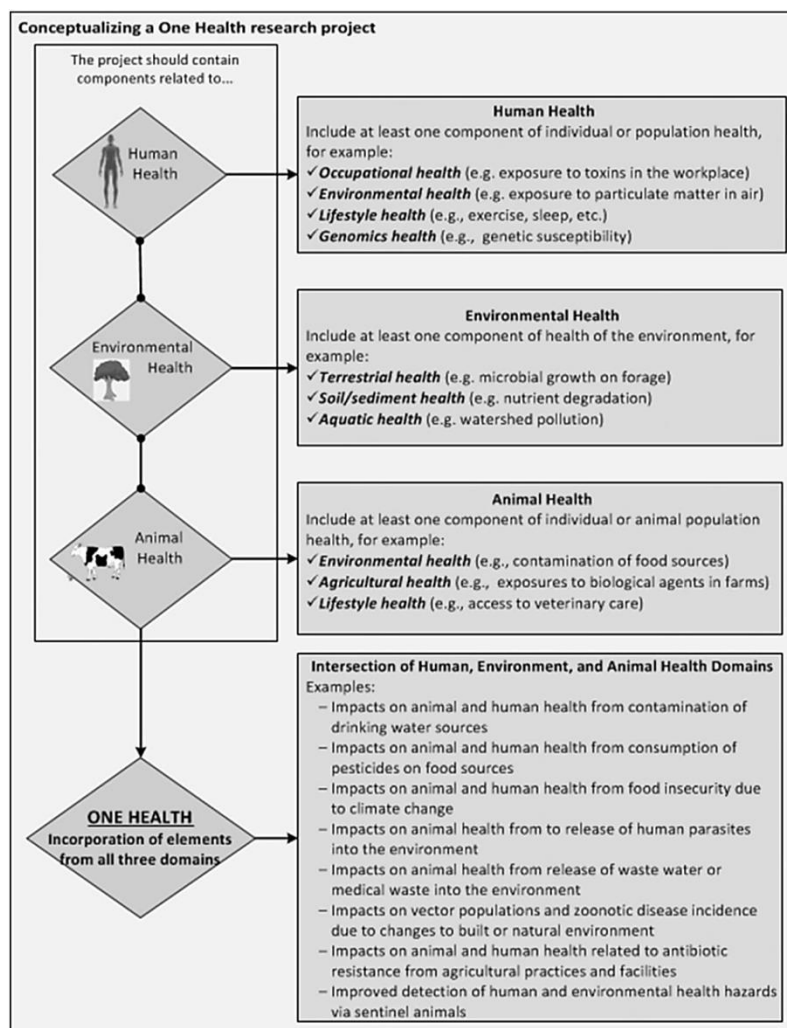 Conceptualizing a One Health research project
The project should contain
components related to...
Human
Health
Human Health
Include at least one component of individual or population health,
for example:
✓Occupational health (e.g. exposure to toxins in the workplace)
✓Environmental health (e.g. exposure to particulate matter in air)
✓Lifestyle health (e.g., exercise, sleep, etc.)
✓Genomics health (e.g., genetic susceptibility)
Environmental
Health
Environmental Health
Include at least one component of health of the environment, for
example:
✓Terrestrial health (e.g. microbial growth on forage)
✓Soil/sediment health (e.g. nutrient degradation)
✓Aquatic health (e.g. watershed pollution)
Animal
Health
Animal Health
Include at least one component of individual or animal population
health, for example:
✓Environmental health (e.g., contamination of food sources)
✓Agricultural health (e.g., exposures to biological agents in farms)
✓Lifestyle health (e.g., access to veterinary care)
ONE HEALTH
Incorporation of elements
from all three domains
Intersection of Human, Environment, and Animal Health Domains
Examples:
– Impacts on animal and human health from contamination of
drinking water sources
– Impacts on animal and human health from consumption of
pesticides on food sources
– Impacts on animal and human health from food insecurity due
to climate change
– Impacts on animal health from to release of human parasites
into the environment
– Impacts on animal health from release of waste water or
medical waste into the environment
– Impacts on vector populations and zoonotic disease incidence
due to changes to built or natural environment
– Impacts on animal and human health related to antibiotic
resistance from agricultural practices and facilities
– Improved detection of human and environmental health hazards
via sentinel animals